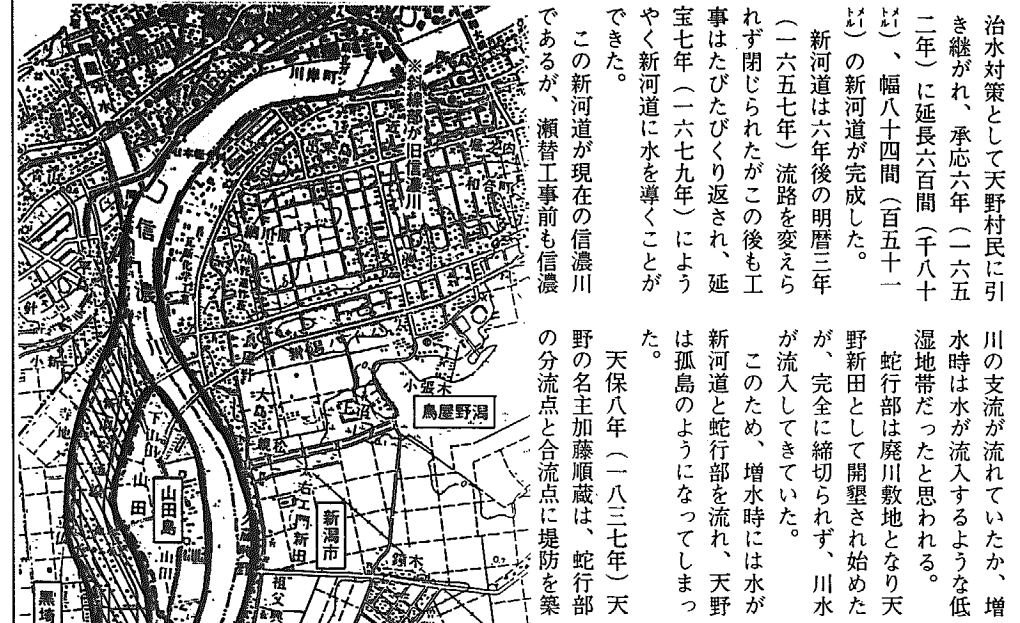 治水対策として天野村民に引
き継がれ、承応六年（一六五
二年）に延長六百間（千八十
メートル）、幅八十四間（百五十一
メートル）の新河道が完成した。
新河道は六年後の明暦三年
（一六五七年）流路を変えら
れず閉じられたがこの後も工
事はたびたびくり返され、延
宝七年（一六七九年）によう
やく新河道に水を導くことが
できた。
この新河道が現在の信濃川
であるが、瀬替工事前も信濃
川の支流が流れていたか、増
水時は水が流入するような低
湿地帯だったと思われる。
蛇行部は廃川敷地となり天
野新田として開墾され始めた
が、完全に締切られず、川水
が流入してきていた。
このため、増水時には水が
新河道と蛇行部を流れ、天野
は孤島のようになってしまっ
た。
天保八年（一八三七年）天
野の名主加藤順蔵は、蛇行部
の分流点と合流点に堤防を築
※斜線部が旧信濃川
川岸町
信濃
鳥屋野潟
新潟市
山田島
山田
黒埼